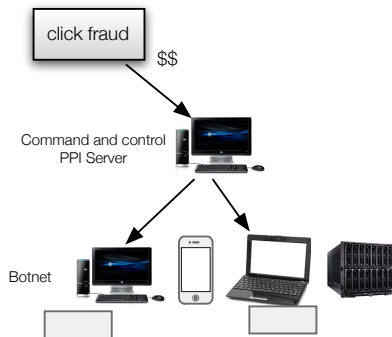 click fraud
$$
Command and control
PPI Server
Botnet